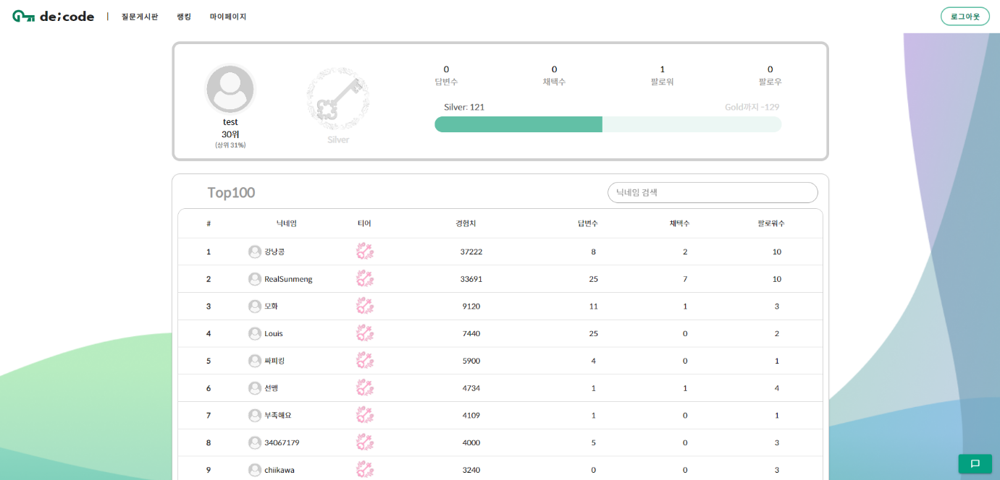 de;code | 질문게시판 랭킹 마이페이지 로그아웃
0 0 1 0
답변수 채택수 팔로워 팔로우
Silver: 121 Gold까지 -129
test
30위
(상위 31%)
Silver
Top100 닉네임 검색
# 닉네임 티어 경험치 답변수 채택수 팔로워수
1 강낭콩 37222 8 2 10
2 RealSunmeng 33691 25 7 10
3 모화 9120 11 1 3
4 Louis 7440 25 0 2
5 싸피킹 5900 4 0 1
6 선맹 4734 1 1 4
7 부족해요 4109 1 0 1
8 34067179 4000 5 0 3
9 chiikawa 3240 0 0 3